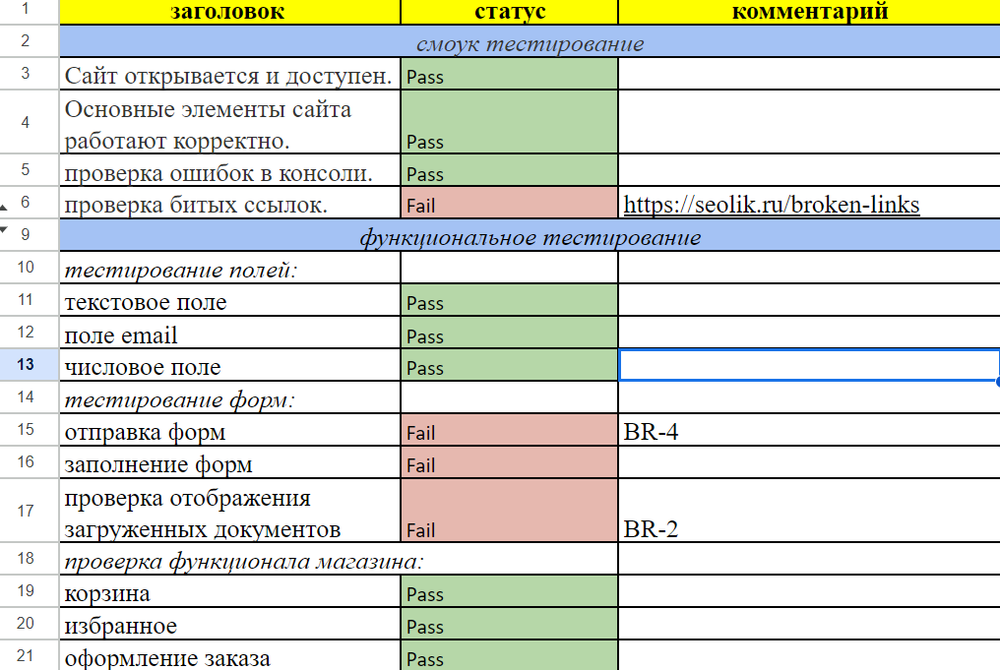 1 заголовок статус комментарий
2 смоук тестирование
3 Сайт открывается и доступен. Pass
4 Основные элементы сайта
работают корректно. Pass
5 проверка ошибок в консоли. Pass
6 проверка битых ссылок. Fail https://seolik.ru/broken-links
9 функциональное тестирование
10 тестирование полей:
11 текстовое поле Pass
12 поле email Pass
13 числовое поле Pass
14 тестирование форм:
15 отправка форм Fail BR-4
16 заполнение форм Fail
17 проверка отображения
загруженных документов Fail BR-2
18 проверка функционала магазина:
19 корзина Pass
20 избранное Pass
21 оформление заказа Pass